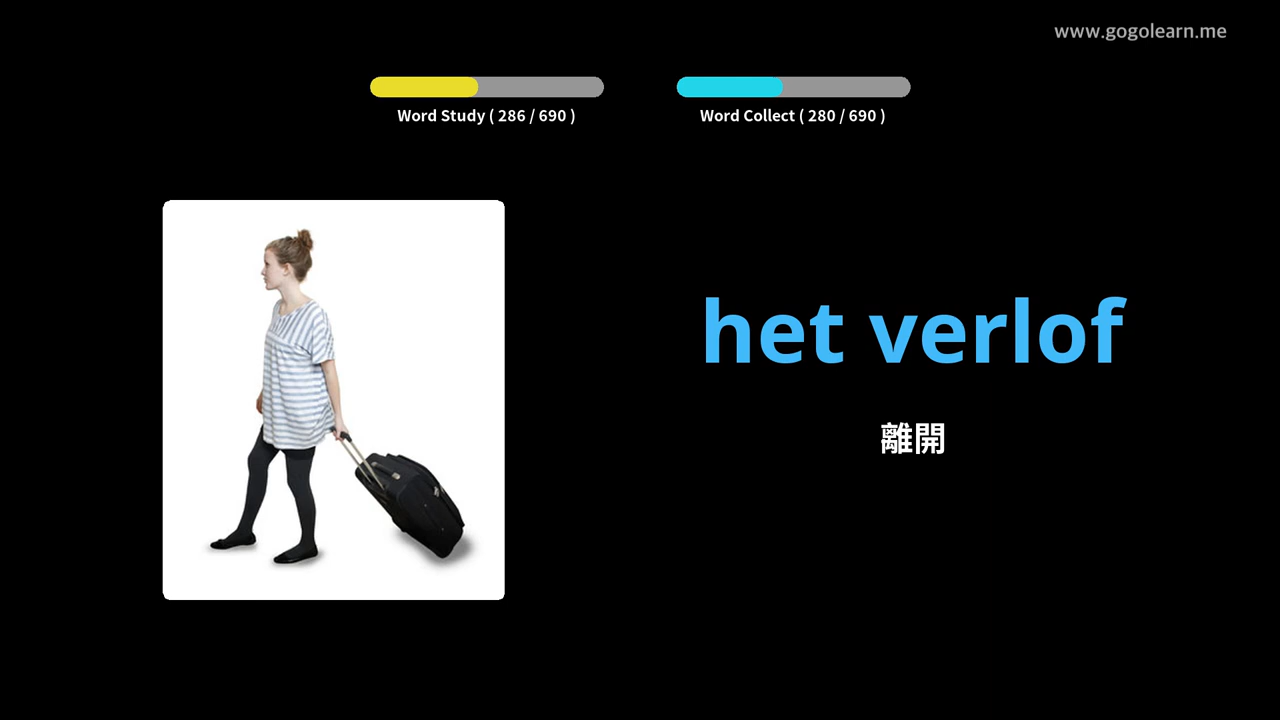 www.gogolearn.me
Word Study ( 286 / 690 )
Word Collect ( 280 / 690 )
het verlof
離開